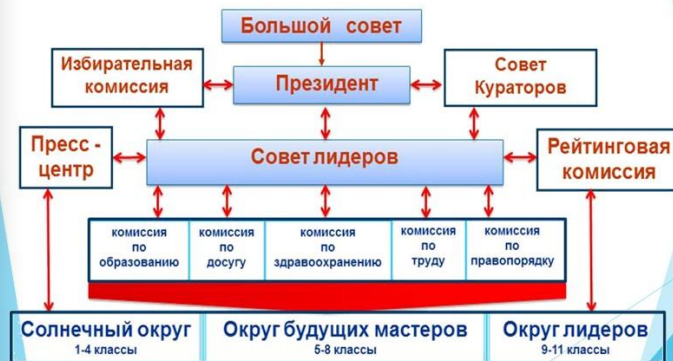 Большой совет
Избирательная
комиссия
Президент
Совет
Кураторов
Пресс -
центр
Совет лидеров
Рейтинговая
комиссия
комиссия
по
образованию
комиссия
по
досугу
комиссия
по
здравоохранению
комиссия
по
труду
комиссия
по
правопорядку
Солнечный округ
1-4 классы
Округ будущих мастеров
5-8 классы
Округ лидеров
9-11 классы